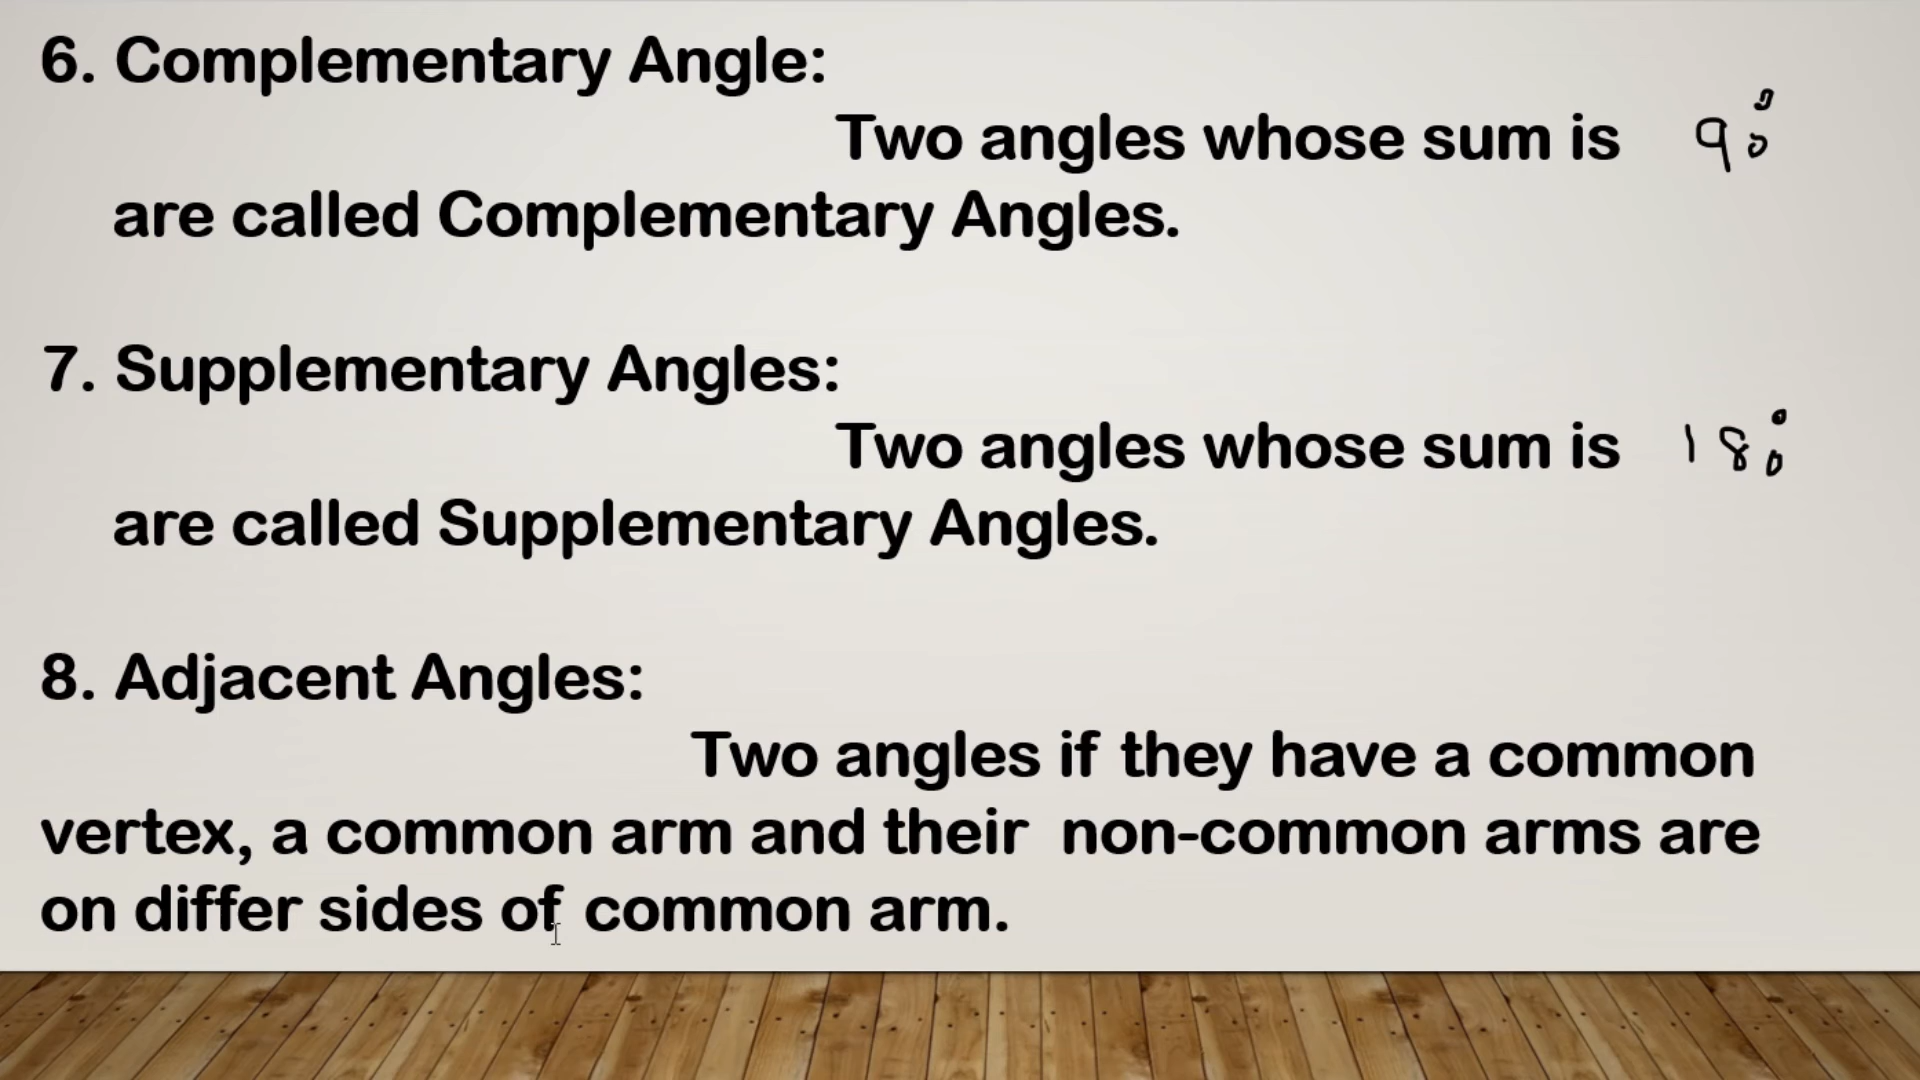 6. Complementary Angle:
Two angles whose sum is 90°
are called Complementary Angles.
7. Supplementary Angles:
Two angles whose sum is 180°
are called Supplementary Angles.
8. Adjacent Angles:
Two angles if they have a common
vertex, a common arm and their non-common arms are
on differ sides of common arm.